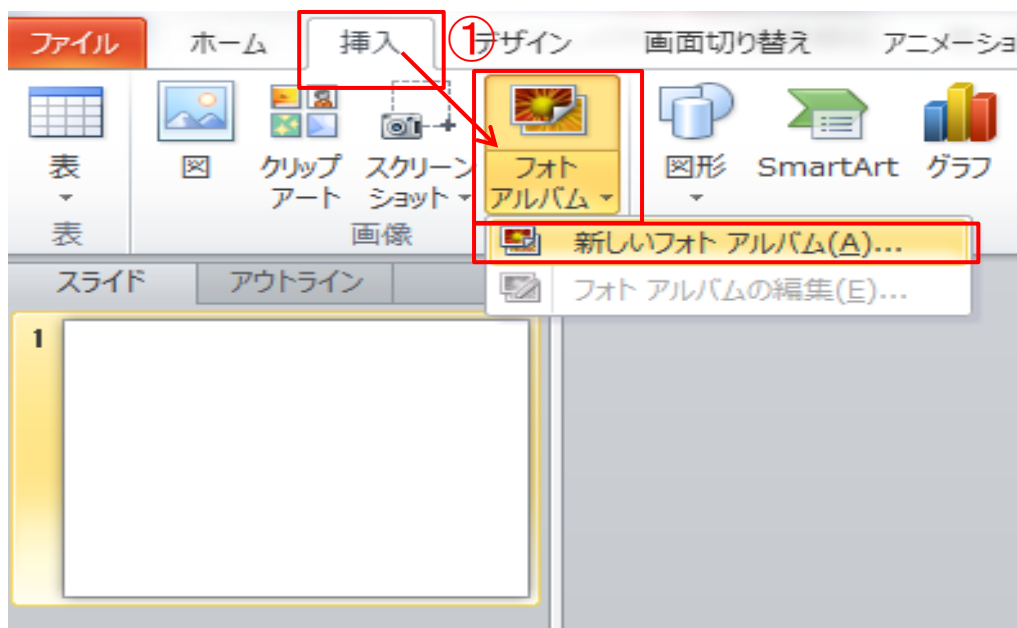 ファイル ホーム 挿入 ① デザイン 画面切り替え アニメーショ
表 図 クリップ スクリーン フォト 図形 SmartArt グラフ
アート ショット アルバム
表 画像
新しいフォト アルバム(A)...
スライド アウトライン
フォト アルバムの編集(E)...
1